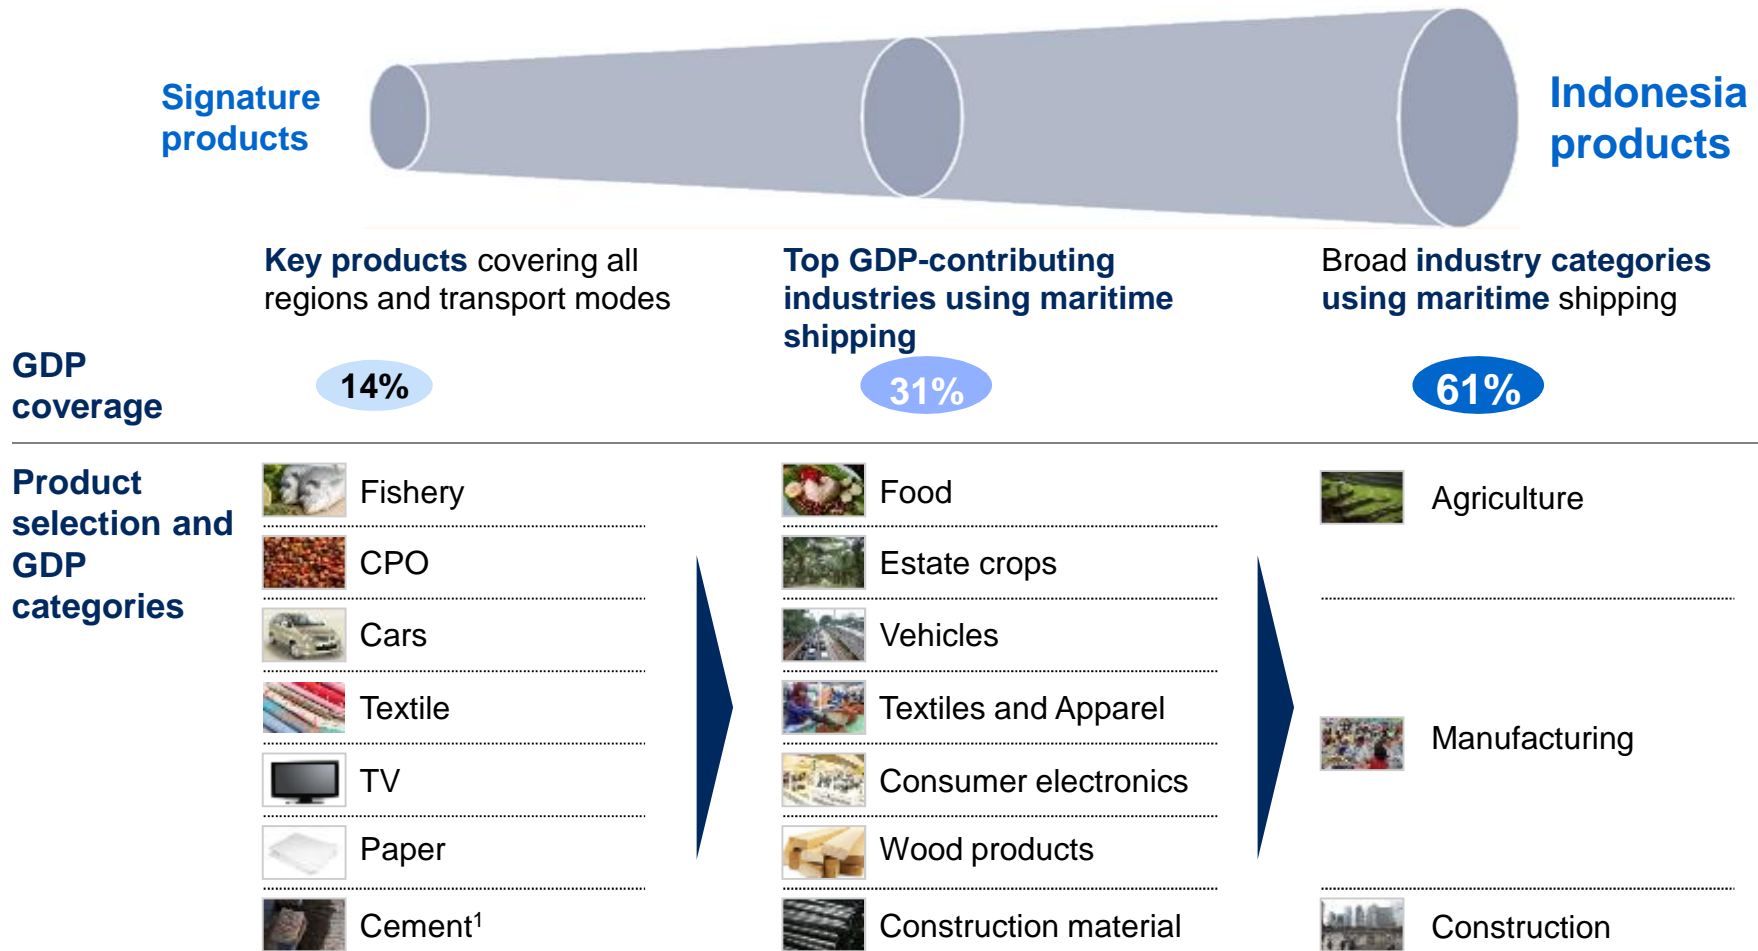 Signature
products
Indonesia
products
Key products covering all
regions and transport modes
Top GDP-contributing
industries using maritime
shipping
Broad industry categories
using maritime shipping
GDP
coverage
14%
31%
61%
Product
selection and
GDP
categories
Fishery
Food
Agriculture
CPO
Estate crops
Cars
Vehicles
Textile
Textiles and Apparel
Manufacturing
TV
Consumer electronics
Paper
Wood products
Cement¹
Construction material
Construction